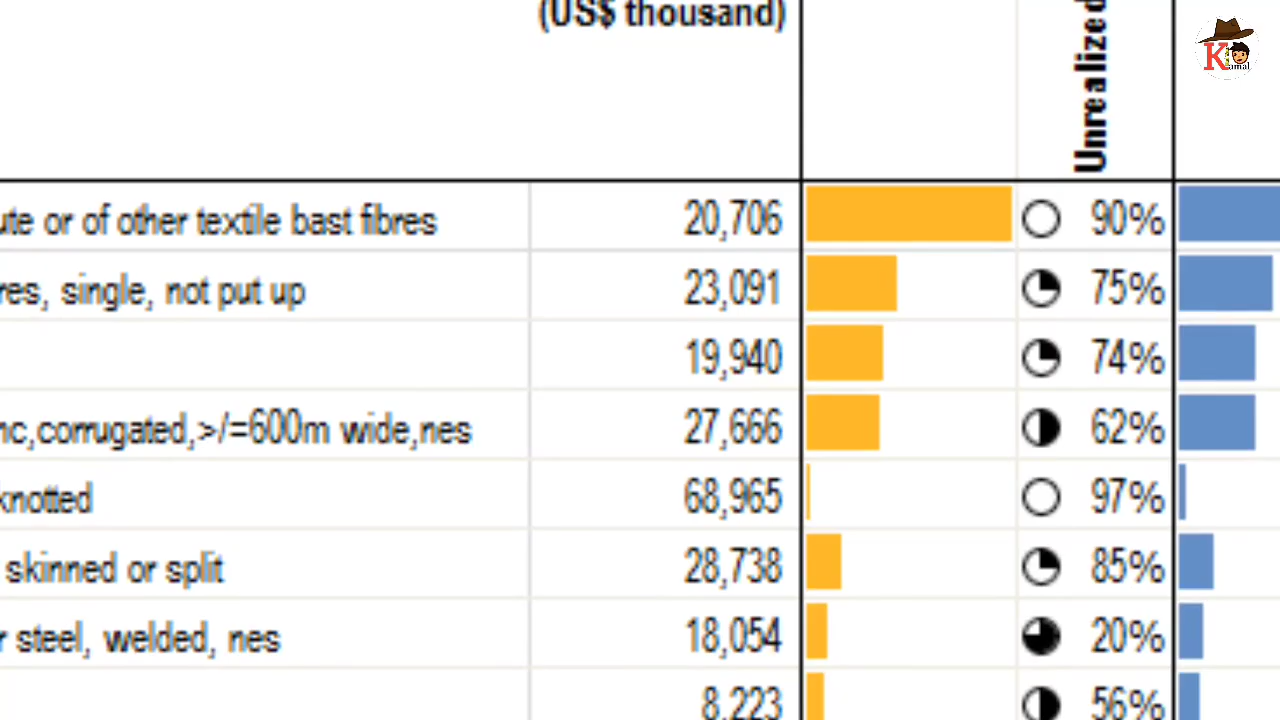 (US$ thousand)
Unrealized
ute or of other textile bast fibres 20,706 90%
res, single, not put up 23,091 75%
19,940 74%
nc,corrugated,>/=600m wide,nes 27,666 62%
knotted 68,965 97%
skinned or split 28,738 85%
r steel, welded, nes 18,054 20%
8,223 56%
Kamal